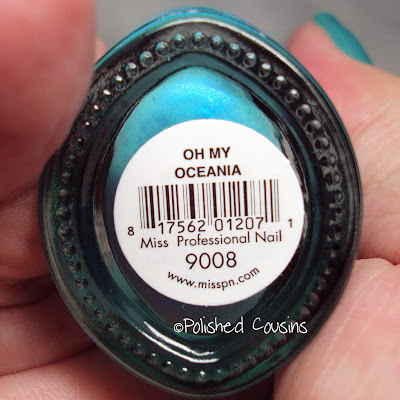 OH MY
OCEANIA
8 17562 01207 1
Miss Professional Nail
9008
www.misspn.com
©Polished Cousins